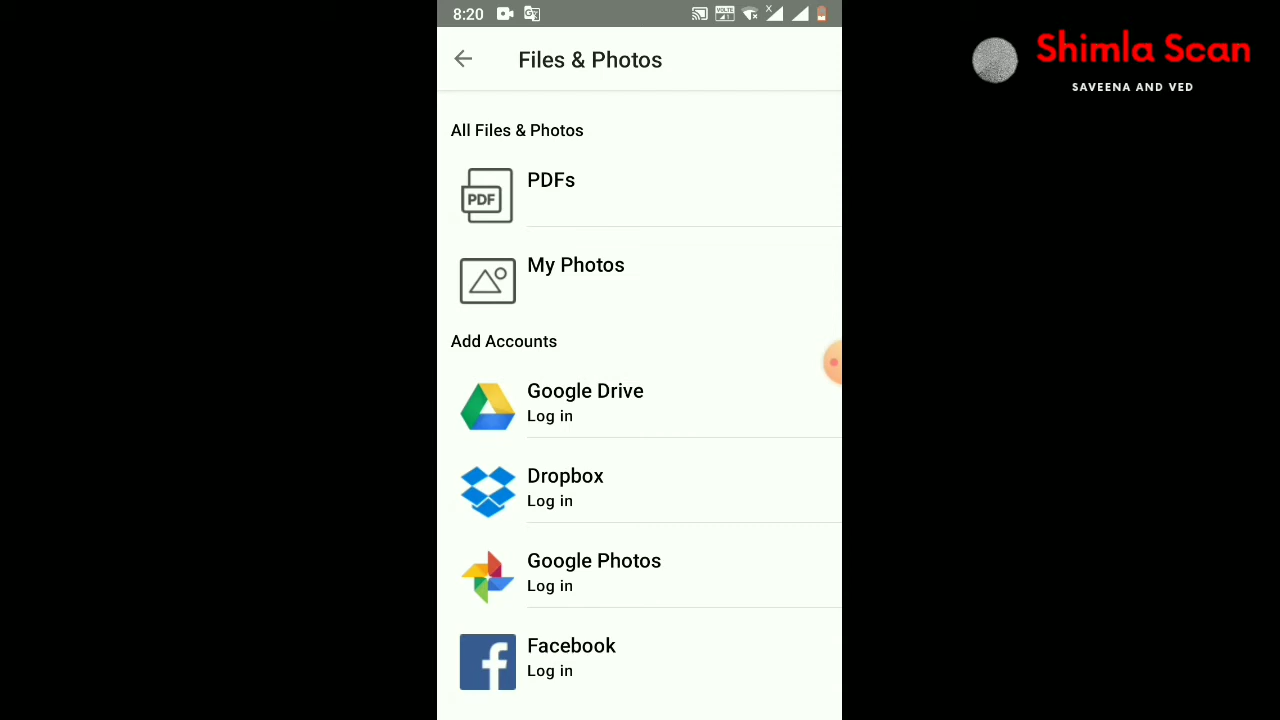 8:20
VOLTE
Shimla Scan
SAVEENA AND VED
Files & Photos
All Files & Photos
PDF
PDFs
My Photos
Add Accounts
Google Drive
Log in
Dropbox
Log in
Google Photos
Log in
Facebook
Log in